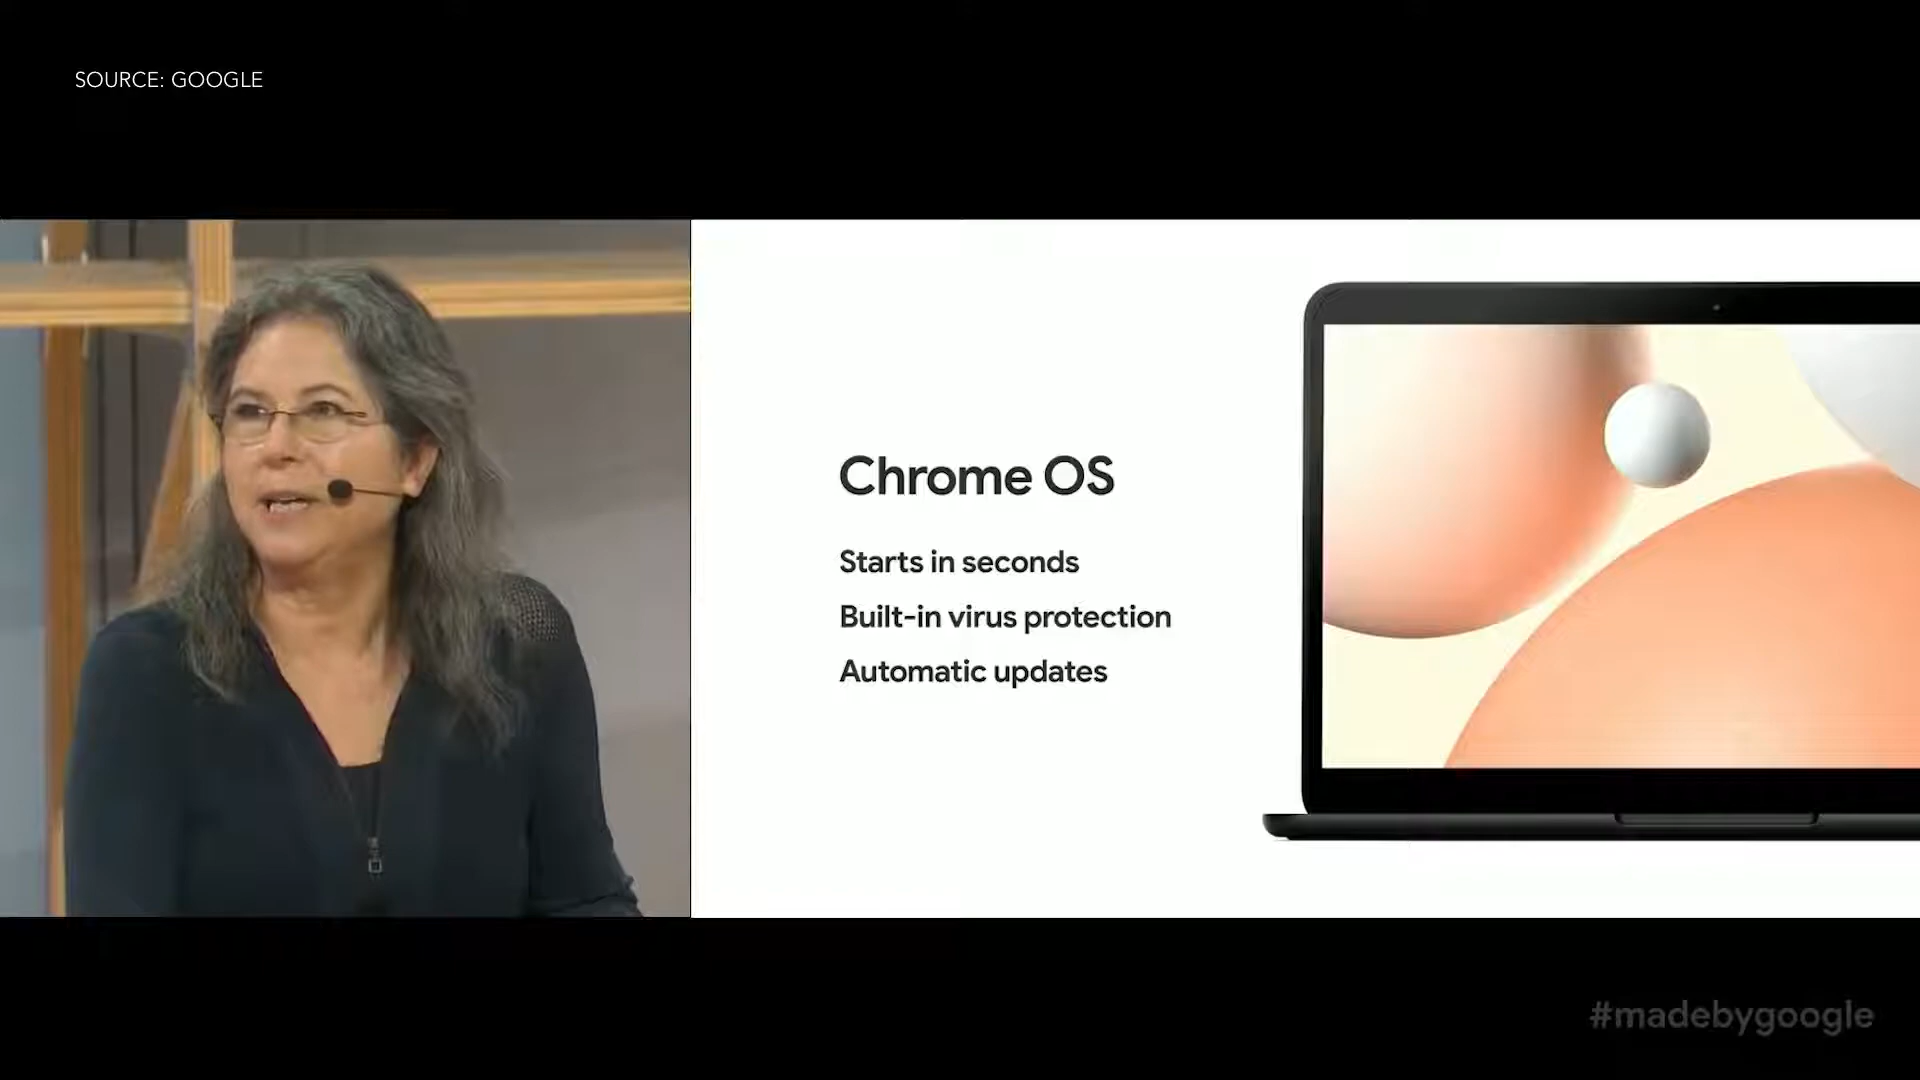 SOURCE: GOOGLE
Chrome OS
Starts in seconds
Built-in virus protection
Automatic updates
#madebygoogle